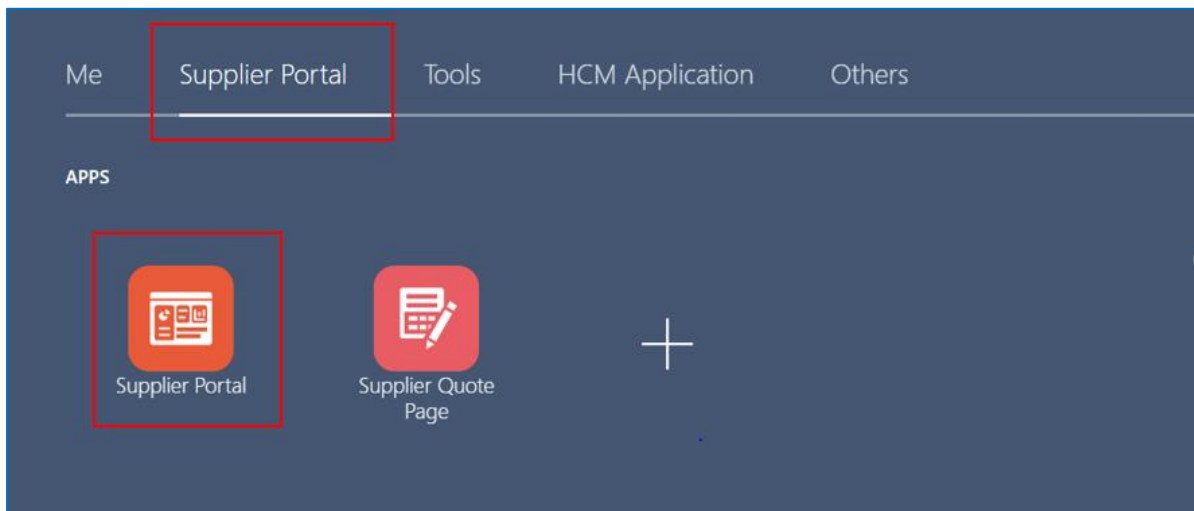 Me Supplier Portal Tools HCM Application Others
APPS
Supplier Portal Supplier Quote
Page